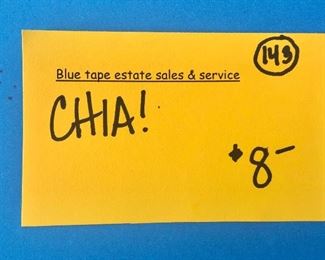 143
Blue tape estate sales & service
CHIA!
$8-